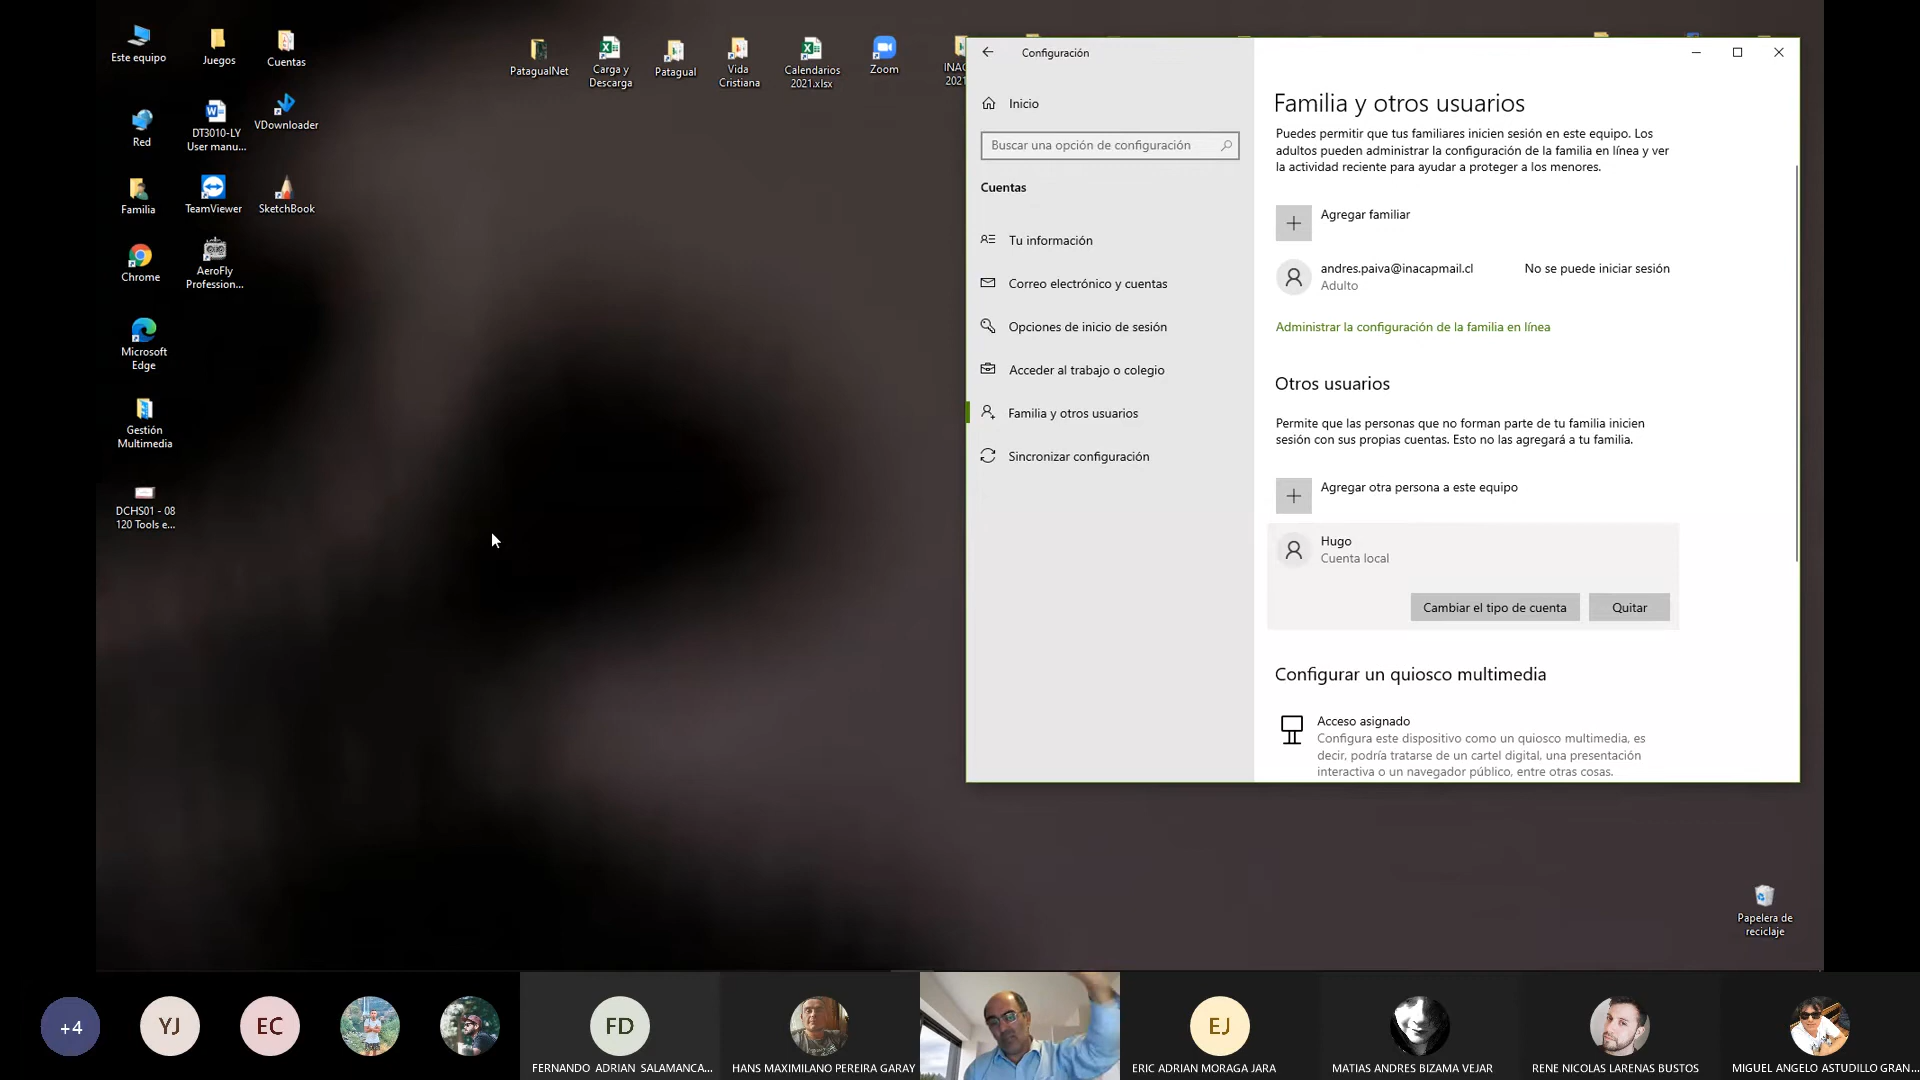 Este equipo
Juegos
Cuentas
PatagualNet
Carga y
Descarga
Patagual
Vida
Cristiana
Calendarios
2021.xlsx
Zoom
2021
Red
DT3010-LY
User manu...
VDownloader
Familia
TeamViewer
SketchBook
Chrome
AeroFly
Profession...
Microsoft
Edge
Gestión
Multimedia
DCHS01 - 08
120 Tools e...
Configuración
Inicio
Buscar una opción de configuración
Cuentas
Tu información
Correo electrónico y cuentas
Opciones de inicio de sesión
Acceder al trabajo o colegio
Familia y otros usuarios
Sincronizar configuración
Familia y otros usuarios
Puedes permitir que tus familiares inicien sesión en este equipo. Los
adultos pueden administrar la configuración de la familia en línea y ver
la actividad reciente para ayudar a proteger a los menores.
Agregar familiar
andres.paiva@inacapmail.cl
No se puede iniciar sesión
Adulto
Administrar la configuración de la familia en línea
Otros usuarios
Permite que las personas que no forman parte de tu familia inicien
sesión con sus propias cuentas. Esto no las agregará a tu familia.
Agregar otra persona a este equipo
Hugo
Cuenta local
Cambiar el tipo de cuenta
Quitar
Configurar un quiosco multimedia
Acceso asignado
Configura este dispositivo como un quiosco multimedia, es
decir, podría tratarse de un cartel digital, una presentación
interactiva o un navegador público, entre otras cosas.
Papelera de
reciclaje
+4
YJ
EC
FD
EJ
FERNANDO ADRIAN SALAMANCA...
HANS MAXIMILANO PEREIRA GARAY
ERIC ADRIAN MORAGA JARA
MATIAS ANDRES BIZAMA VEJAR
RENE NICOLAS LARENAS BUSTOS
MIGUEL ANGELO ASTUDILLO GRAN...